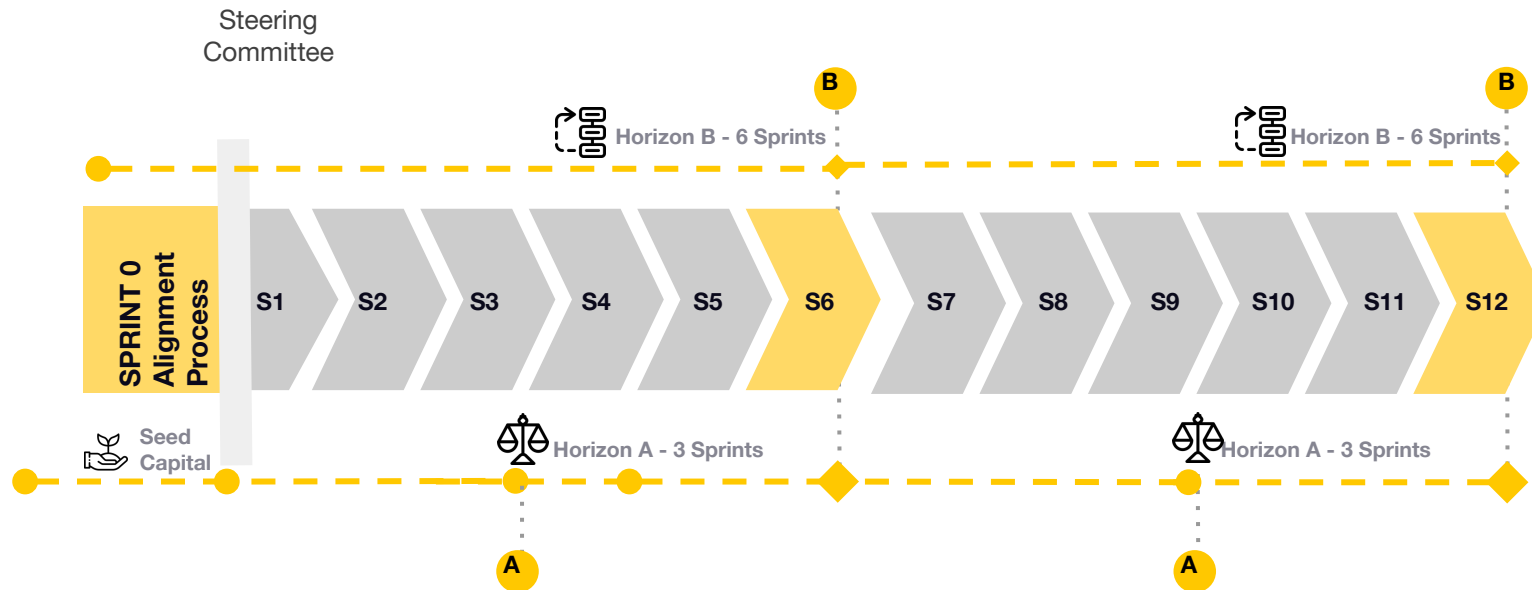 Steering
Committee
B
B
Horizon B - 6 Sprints
Horizon B - 6 Sprints
SPRINT 0
Alignment
Process
S1
S2
S3
S4
S5
S6
S7
S8
S9
S10
S11
S12
Seed
Capital
Horizon A - 3 Sprints
Horizon A - 3 Sprints
A
A